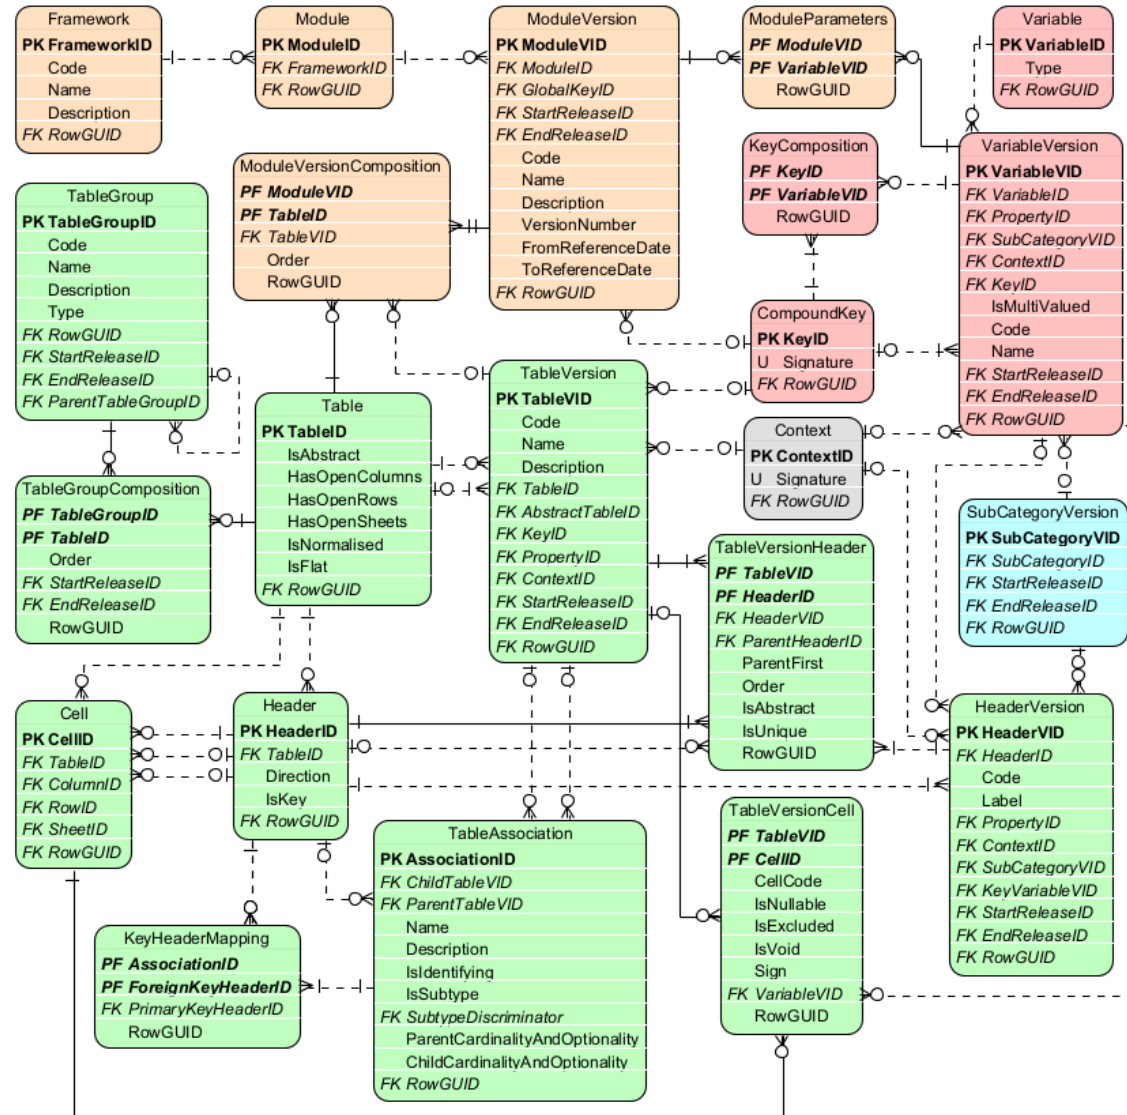 Framework
PK FrameworkID
Code
Name
Description
FK RowGUID
Module
PK ModuleID
FK FrameworkID
FK RowGUID
ModuleVersion
PK ModuleVID
FK ModuleID
FK GlobalKeyID
FK StartReleaseID
FK EndReleaseID
Code
Name
Description
VersionNumber
FromReferenceDate
ToReferenceDate
FK RowGUID
ModuleParameters
PF ModuleVID
PF VariableVID
RowGUID
Variable
PK VariableID
Type
FK RowGUID
ModuleVersionComposition
PF ModuleVID
PF TableID
FK TableVID
Order
RowGUID
KeyComposition
PF KeyID
PF VariableVID
RowGUID
VariableVersion
PK VariableVID
FK VariableID
FK PropertyID
FK SubCategoryVID
FK ContextID
FK KeyID
IsMultiValued
Code
Name
FK StartReleaseID
FK EndReleaseID
FK RowGUID
TableGroup
PK TableGroupID
Code
Name
Description
Type
FK RowGUID
FK StartReleaseID
FK EndReleaseID
FK ParentTableGroupID
CompoundKey
PK KeyID
U Signature
FK RowGUID
Table
PK TableID
IsAbstract
HasOpenColumns
HasOpenRows
HasOpenSheets
IsNormalised
IsFlat
FK RowGUID
TableVersion
PK TableVID
Code
Name
Description
FK TableID
FK AbstractTableID
FK KeyID
FK PropertyID
FK ContextID
FK StartReleaseID
FK EndReleaseID
FK RowGUID
Context
PK ContextID
U Signature
FK RowGUID
TableGroupComposition
PF TableGroupID
PF TableID
Order
FK StartReleaseID
FK EndReleaseID
RowGUID
SubCategoryVersion
PK SubCategoryVID
FK SubCategoryID
FK StartReleaseID
FK EndReleaseID
FK RowGUID
TableVersionHeader
PF TableVID
PF HeaderID
FK HeaderVID
FK ParentHeaderID
ParentFirst
Order
IsAbstract
IsUnique
RowGUID
Cell
PK CellID
FK TableID
FK ColumnID
FK RowID
FK SheetID
FK RowGUID
Header
PK HeaderID
FK TableID
Direction
IsKey
FK RowGUID
HeaderVersion
PK HeaderVID
FK HeaderID
Code
Label
FK PropertyID
FK ContextID
FK SubCategoryVID
FK KeyVariableVID
FK StartReleaseID
FK EndReleaseID
FK RowGUID
TableAssociation
PK AssociationID
FK ChildTableVID
FK ParentTableVID
Name
Description
IsIdentifying
IsSubtype
FK SubtypeDiscriminator
ParentCardinalityAndOptionality
ChildCardinalityAndOptionality
FK RowGUID
TableVersionCell
PF TableVID
PF CellID
CellCode
IsNullable
IsExcluded
IsVoid
Sign
FK VariableVID
RowGUID
KeyHeaderMapping
PF AssociationID
PF ForeignKeyHeaderID
FK PrimaryKeyHeaderID
RowGUID